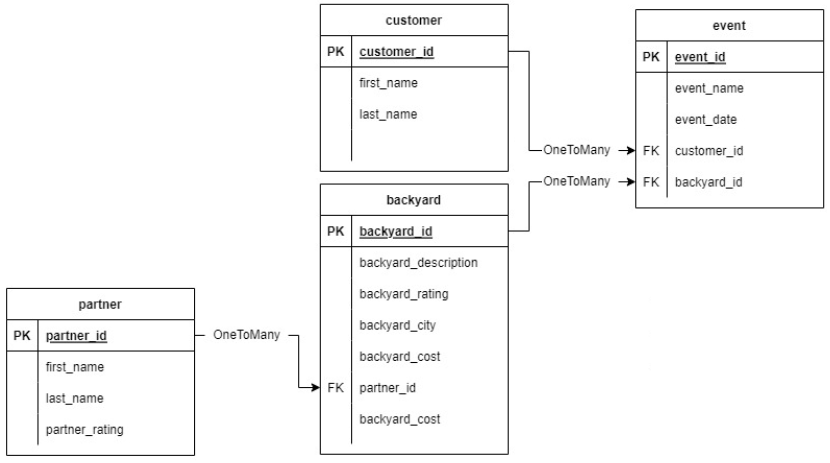 customer
PK customer_id
first_name
last_name
event
PK event_id
event_name
event_date
OneToMany FK customer_id
OneToMany FK backyard_id
backyard
PK backyard_id
backyard_description
backyard_rating
backyard_city
backyard_cost
FK partner_id
backyard_cost
partner
PK partner_id OneToMany
first_name
last_name
partner_rating